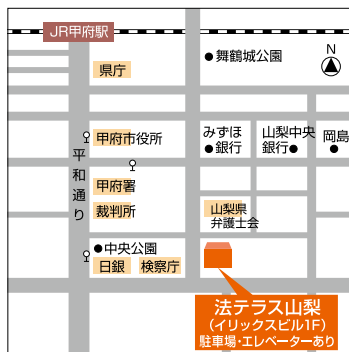 JR甲府駅
舞鶴城公園
N
県庁
甲府市役所
みずほ
銀行
山梨中央
銀行
岡島
平和通り
甲府署
裁判所
山梨県
弁護士会
中央公園
日銀
検察庁
法テラス山梨
(イリックスビル1F)
駐車場・エレベーターあり